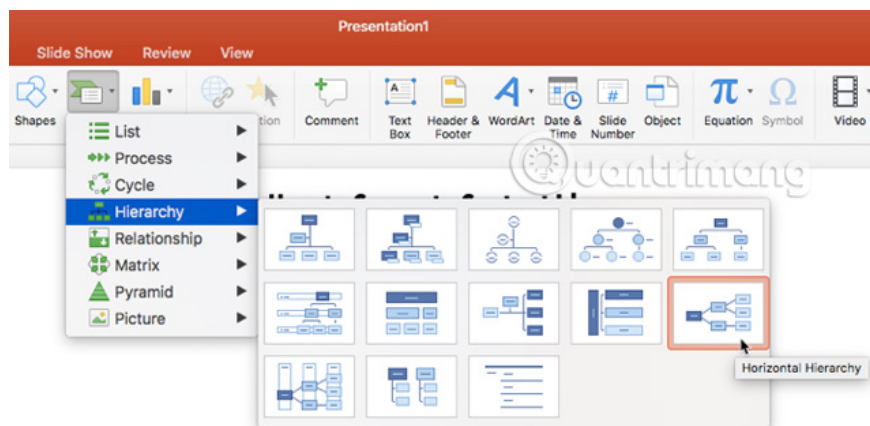 Presentation1
Slide Show Review View
Shapes
Comment
Text Box
Header & Footer
WordArt
Date & Time
Slide Number
Object
Equation
Symbol
Video
List
Process
Cycle
Hierarchy
Relationship
Matrix
Pyramid
Picture
Quantrimang
Horizontal Hierarchy